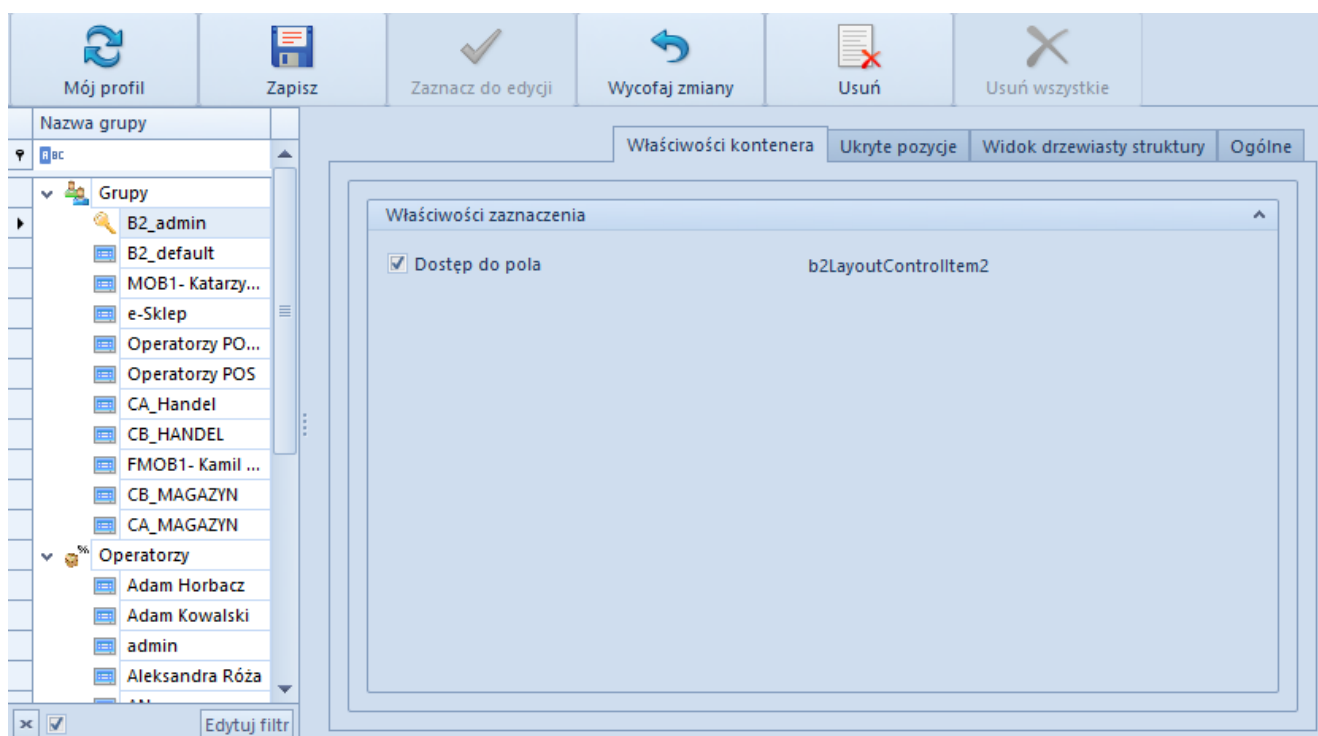 Mój profil
Zapisz
Zaznacz do edycji
Wycofaj zmiany
Usuń
Usuń wszystkie
Nazwa grupy
ABC
Grupy
B2_admin
B2_default
MOB1- Katarzy...
e-Sklep
Operatorzy PO...
Operatorzy POS
CA_Handel
CB_HANDEL
FMOB1- Kamil ...
CB_MAGAZYN
CA_MAGAZYN
Operatorzy
Adam Horbacz
Adam Kowalski
admin
Aleksandra Róża
Edytuj filtr
Właściwości kontenera
Ukryte pozycje
Widok drzewiasty struktury
Ogólne
Właściwości zaznaczenia
Dostęp do pola
b2LayoutControlItem2